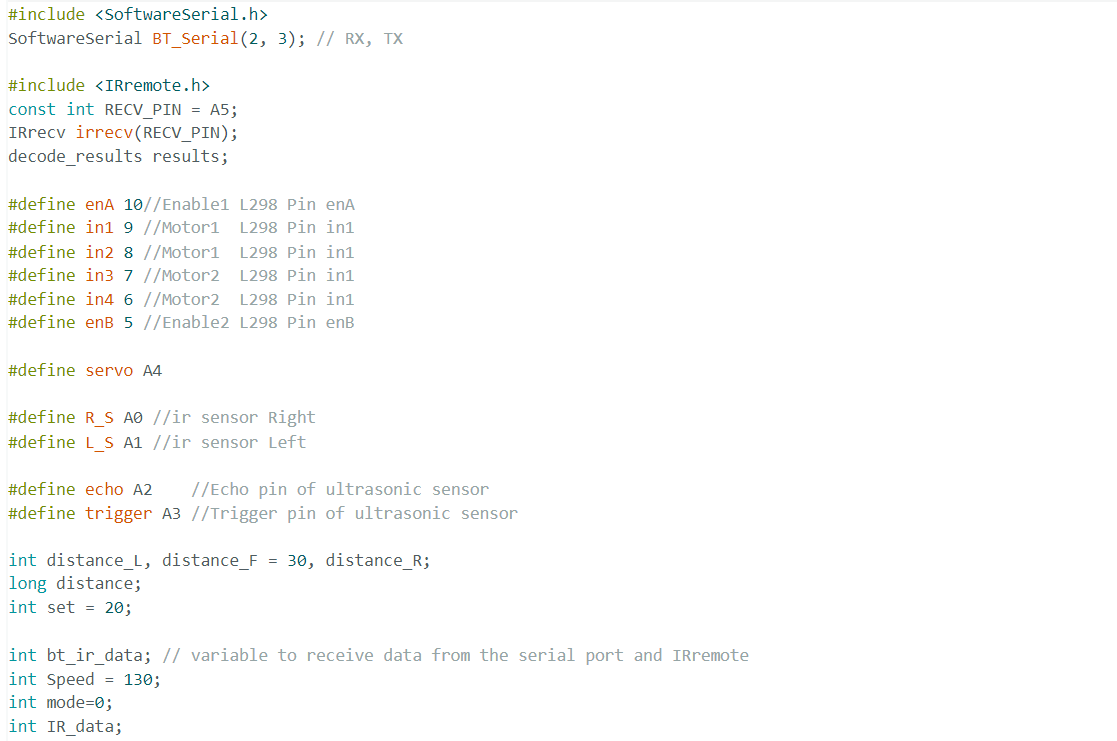 #include <SoftwareSerial.h>
SoftwareSerial BT_Serial(2, 3); // RX, TX
#include <IRremote.h>
const int RECV_PIN = A5;
IRrecv irrecv(RECV_PIN);
decode_results results;
#define enA 10//Enable1 L298 Pin enA
#define in1 9 //Motor1  L298 Pin in1
#define in2 8 //Motor1  L298 Pin in1
#define in3 7 //Motor2  L298 Pin in1
#define in4 6 //Motor2  L298 Pin in1
#define enB 5 //Enable2 L298 Pin enB
#define servo A4
#define R_S A0 //ir sensor Right
#define L_S A1 //ir sensor Left
#define echo A2    //Echo pin of ultrasonic sensor
#define trigger A3 //Trigger pin of ultrasonic sensor
int distance_L, distance_F = 30, distance_R;
long distance;
int set = 20;
int bt_ir_data; // variable to receive data from the serial port and IRremote
int Speed = 130;
int mode=0;
int IR_data;